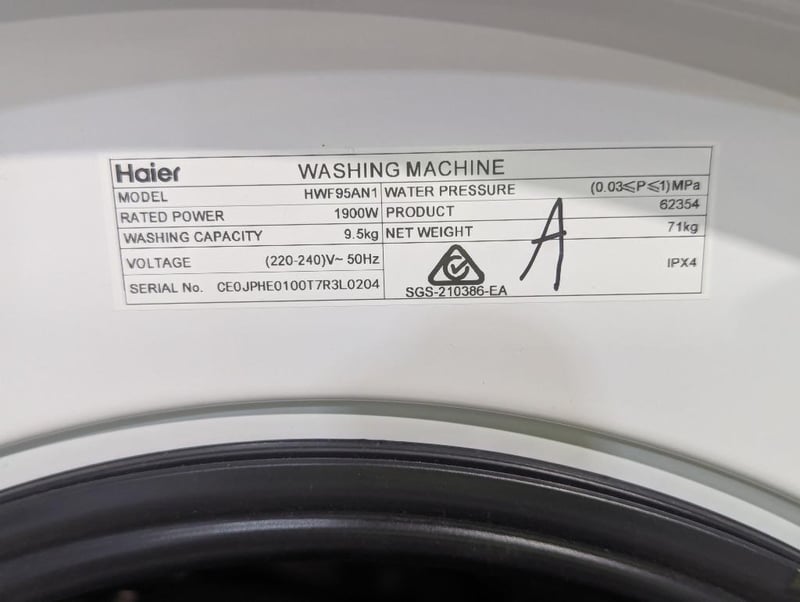 Haier WASHING MACHINE
MODEL HWF95AN1 WATER PRESSURE (0.03≤P≤1)MPa
RATED POWER 1900W PRODUCT 62354
WASHING CAPACITY 9.5kg NET WEIGHT 71kg
VOLTAGE (220-240)V~ 50Hz IPX4
SERIAL No. CE0JPHE0100T7R3L0204 SGS-210386-EA
A